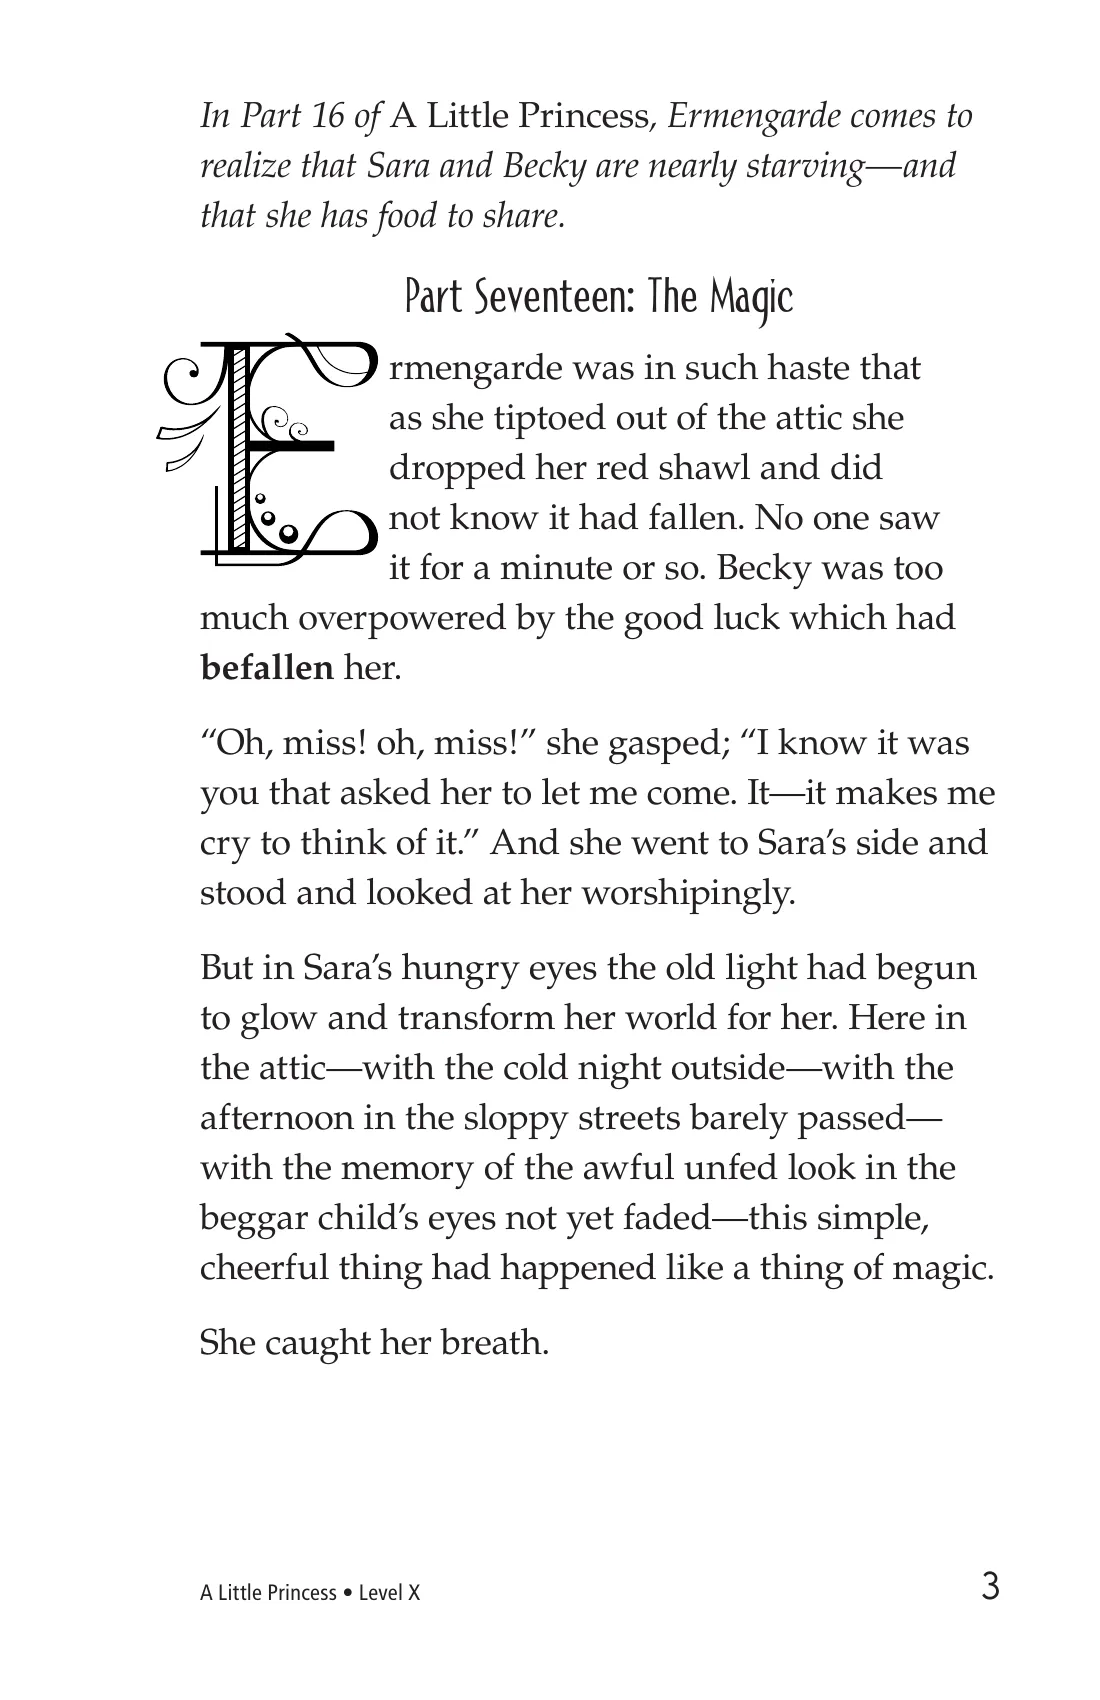 In Part 16 of A Little Princess, Ermengarde comes to
realize that Sara and Becky are nearly starving—and
that she has food to share.
Part Seventeen: The Magic
Ermengarde was in such haste that
as she tiptoed out of the attic she
dropped her red shawl and did
not know it had fallen. No one saw
it for a minute or so. Becky was too
much overpowered by the good luck which had
befallen her.
“Oh, miss! oh, miss!” she gasped; “I know it was
you that asked her to let me come. It—it makes me
cry to think of it.” And she went to Sara’s side and
stood and looked at her worshipingly.
But in Sara’s hungry eyes the old light had begun
to glow and transform her world for her. Here in
the attic—with the cold night outside—with the
afternoon in the sloppy streets barely passed—
with the memory of the awful unfed look in the
beggar child’s eyes not yet faded—this simple,
cheerful thing had happened like a thing of magic.
She caught her breath.
A Little Princess • Level X
3